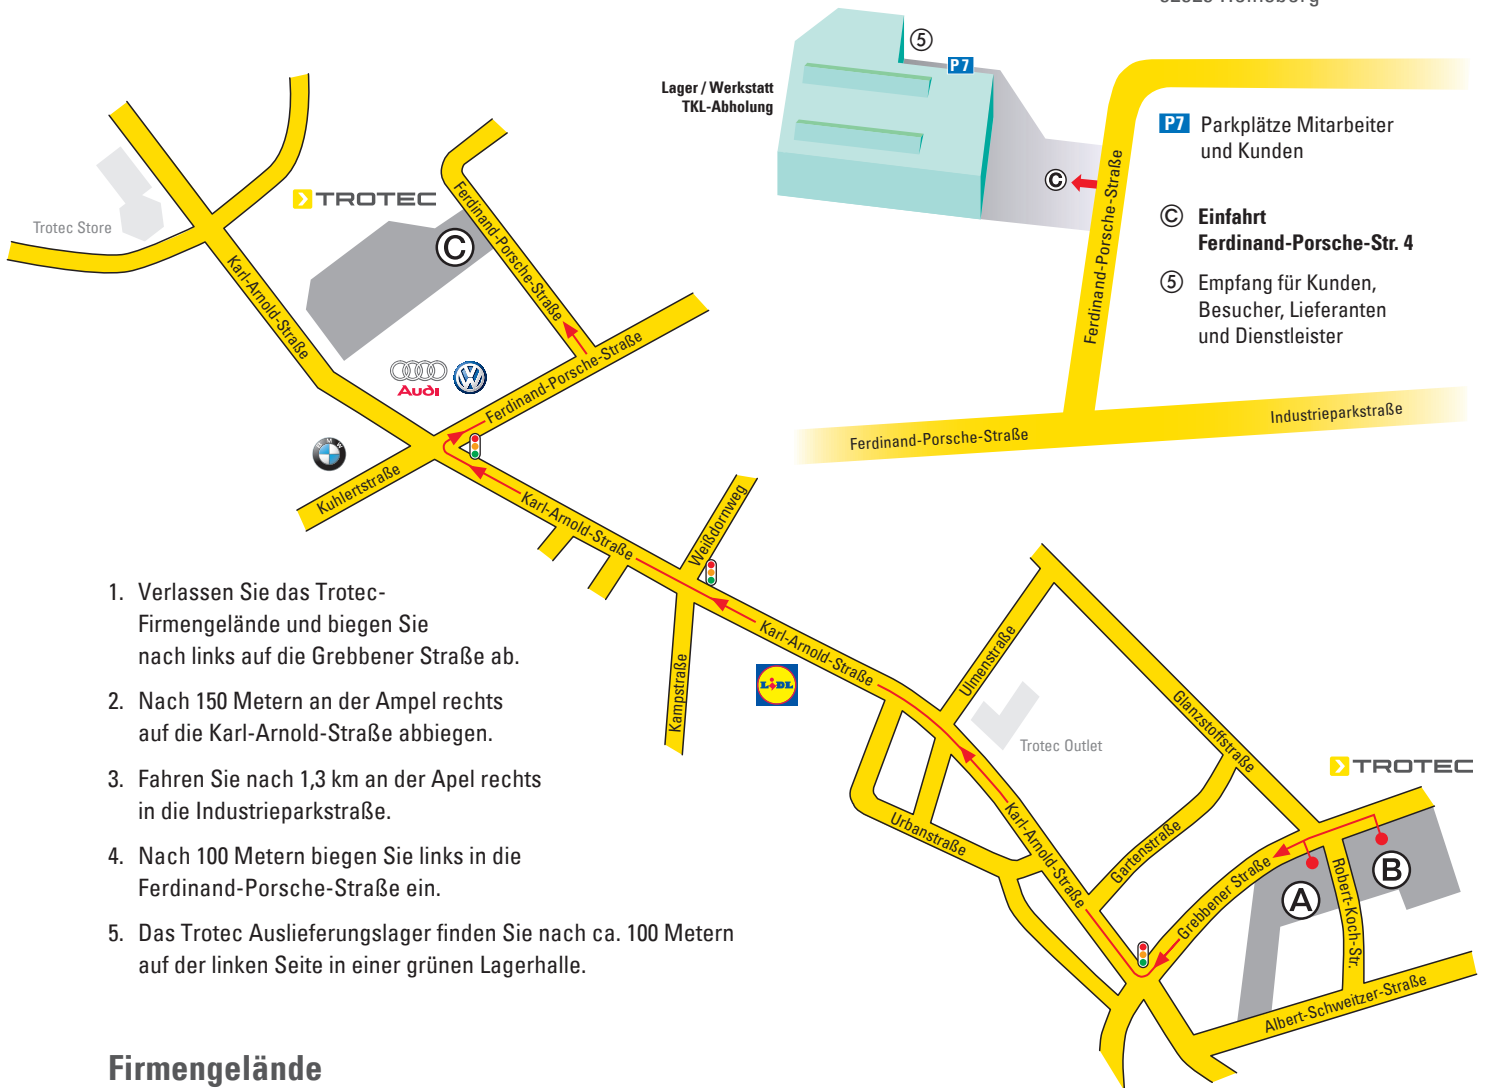 Lager / Werkstatt
TKL-Abholung
5
P7
C
Ferdinand-Porsche-Straße
Ferdinand-Porsche-Straße
Industrieparkstraße
P7 Parkplätze Mitarbeiter
und Kunden
C Einfahrt
Ferdinand-Porsche-Str. 4
5 Empfang für Kunden,
Besucher, Lieferanten
und Dienstleister
Trotec Store
TROTEC
C
Ferdinand-Porsche-Straße
Karl-Arnold-Straße
Audi
BMW
Ferdinand-Porsche-Straße
Kuhlertstraße
Karl-Arnold-Straße
Weißdornweg
Kampstraße
Karl-Arnold-Straße
LIDL
Ulmenstraße
Trotec Outlet
Glanzstoffstraße
TROTEC
Urbanstraße
Karl-Arnold-Straße
Gartenstraße
Grebbener Straße
A
B
Robert-Koch-Str.
Albert-Schweitzer-Straße
1. Verlassen Sie das Trotec-
Firmengelände und biegen Sie
nach links auf die Grebbener Straße ab.
2. Nach 150 Metern an der Ampel rechts
auf die Karl-Arnold-Straße abbiegen.
3. Fahren Sie nach 1,3 km an der Apel rechts
in die Industrieparkstraße.
4. Nach 100 Metern biegen Sie links in die
Ferdinand-Porsche-Straße ein.
5. Das Trotec Auslieferungslager finden Sie nach ca. 100 Metern
auf der linken Seite in einer grünen Lagerhalle.
Firmengelände